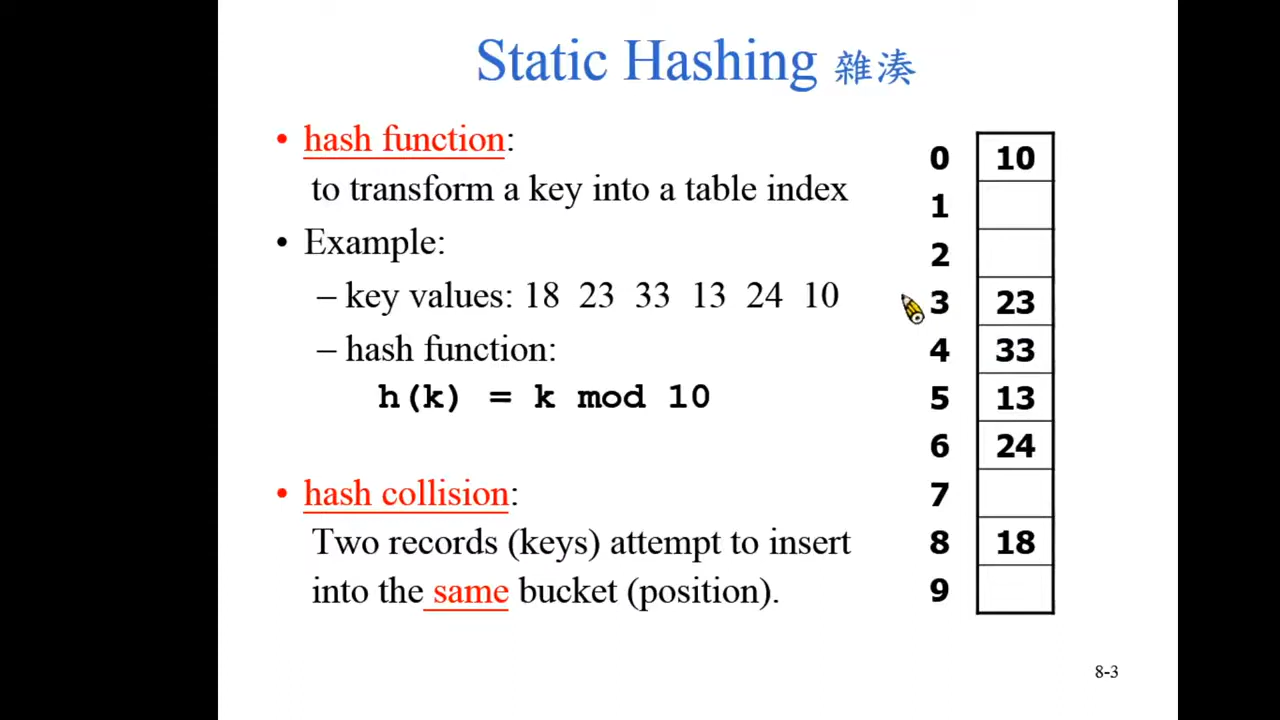 Static Hashing 雜湊
• hash function:
to transform a key into a table index
• Example:
– key values: 18 23 33 13 24 10
– hash function:
h(k) = k mod 10
• hash collision:
Two records (keys) attempt to insert
into the same bucket (position).
0 10
1
2
3 23
4 33
5 13
6 24
7
8 18
9
8-3